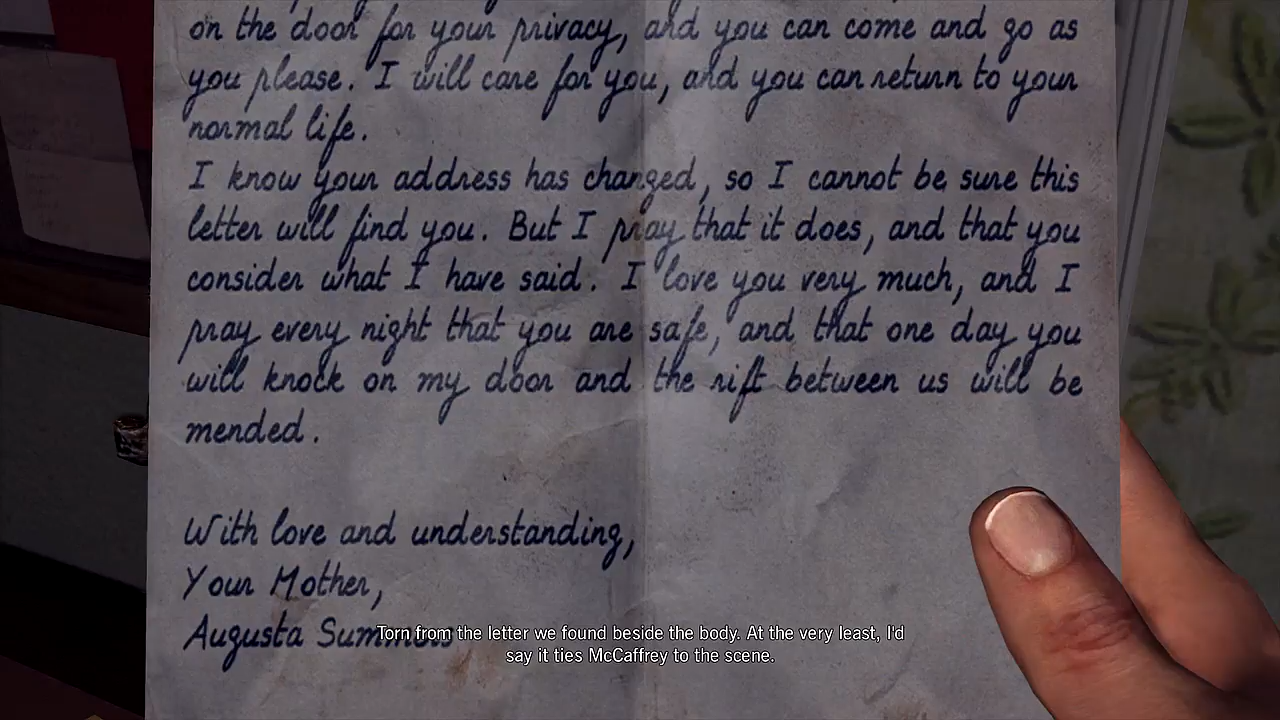 on the door for your privacy, and you can come and go as
you please. I will care for you, and you can return to your
normal life.
I know your address has changed, so I cannot be sure this
letter will find you. But I pray that it does, and that you
consider what I have said. I love you very much, and I
pray every night that you are safe, and that one day you
will knock on my door and the rift between us will be
mended.
With love and understanding,
Your Mother,
Augusta Summers
Torn from the letter we found beside the body. At the very least, I'd
say it ties McCaffrey to the scene.